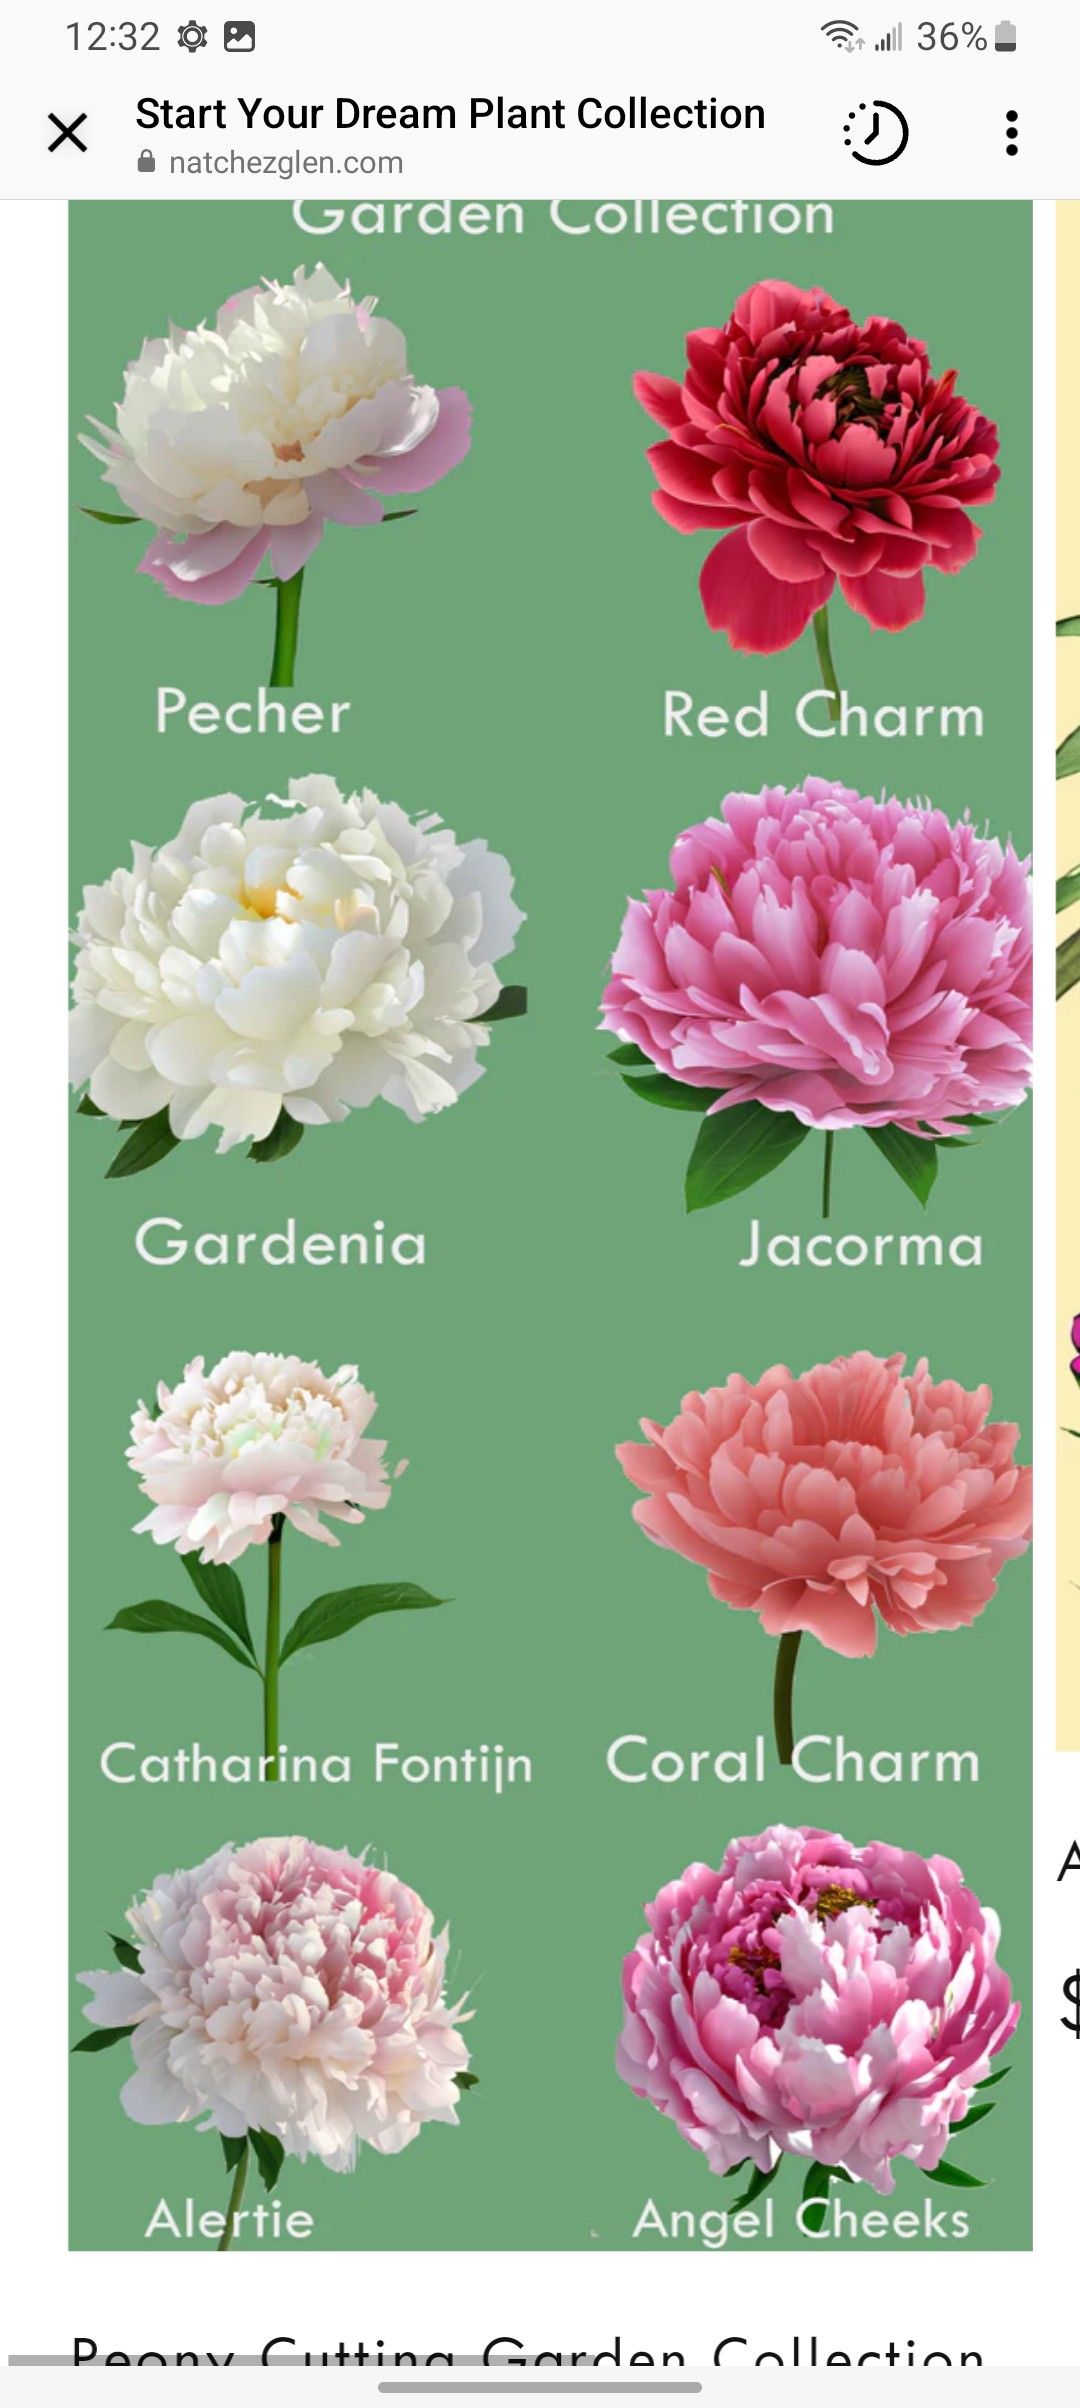 12:32
36%
Start Your Dream Plant Collection
natchezglen.com
Garden Collection
Pecher
Red Charm
Gardenia
Jacorma
Catharina Fontijn
Coral Charm
Alertie
Angel Cheeks
A
$
Peony Cutting Garden Collection